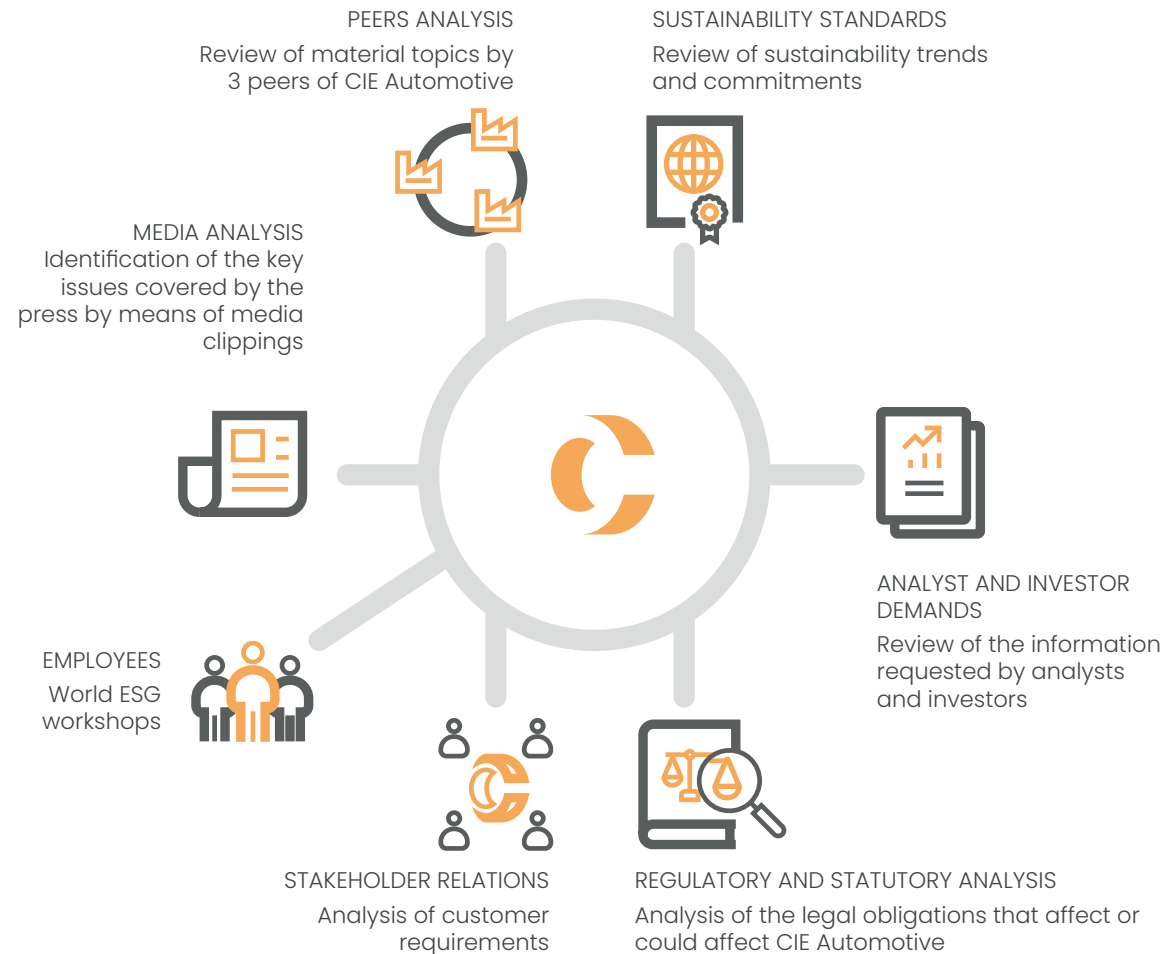 PEERS ANALYSIS
Review of material topics by
3 peers of CIE Automotive
SUSTAINABILITY STANDARDS
Review of sustainability trends
and commitments
MEDIA ANALYSIS
Identification of the key
issues covered by the
press by means of media
clippings
ANALYST AND INVESTOR
DEMANDS
Review of the information
requested by analysts
and investors
EMPLOYEES
World ESG
workshops
STAKEHOLDER RELATIONS
Analysis of customer
requirements
REGULATORY AND STATUTORY ANALYSIS
Analysis of the legal obligations that affect or
could affect CIE Automotive